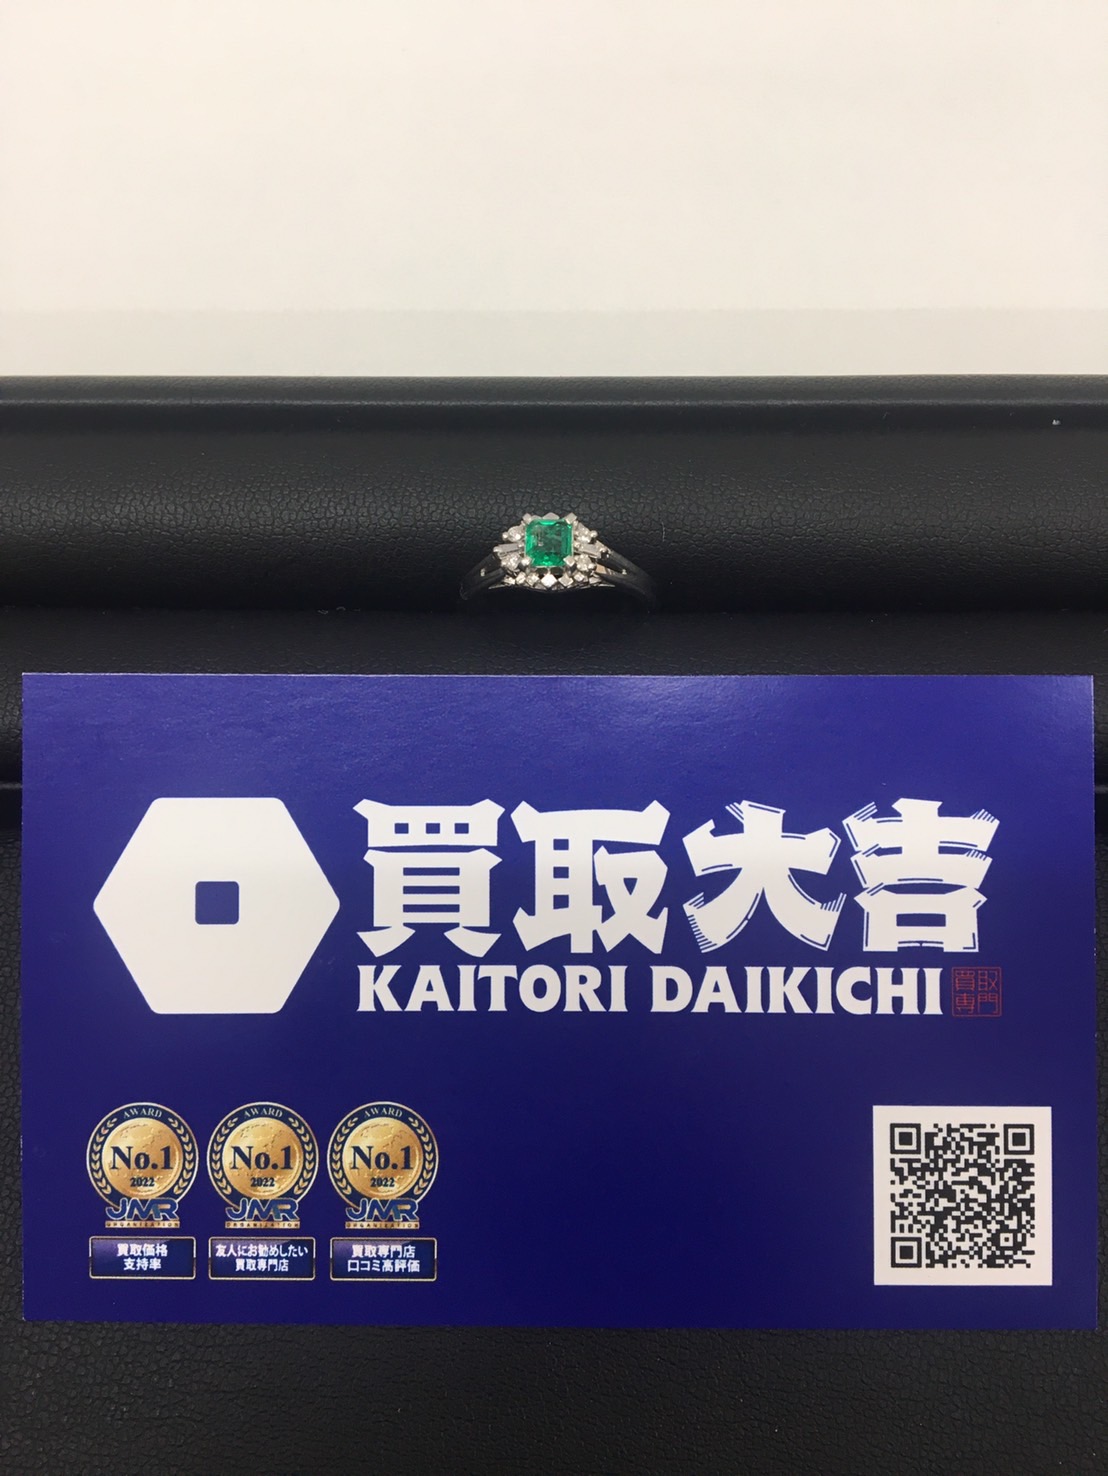 買取大吉
KAITORI DAIKICHI
買取
専門
AWARD
No.1
2022
JMR
ORGANIZATION
買取価格
支持率
AWARD
No.1
2022
JMR
ORGANIZATION
友人にお勧めしたい
買取専門店
AWARD
No.1
2022
JMR
ORGANIZATION
買取専門店
口コミ高評価